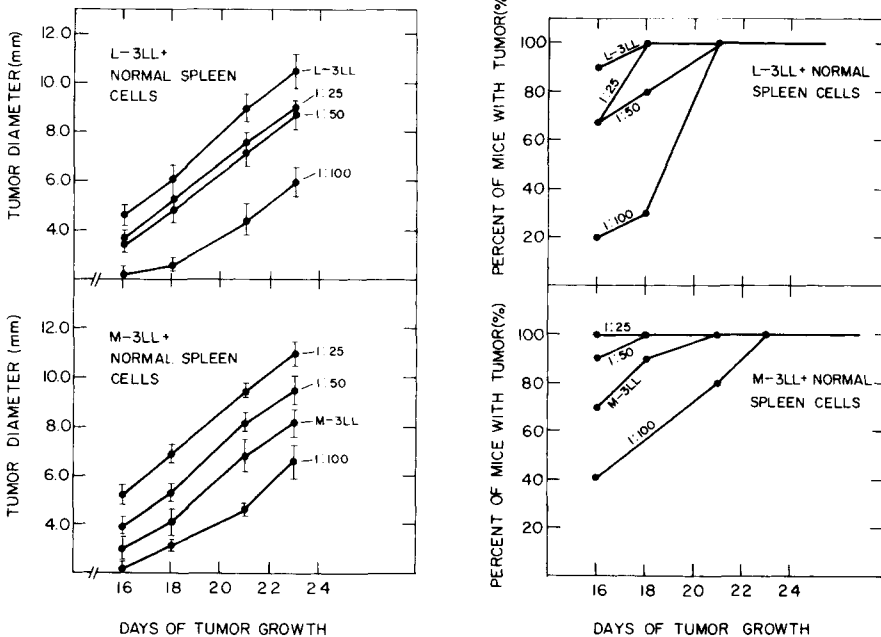 TUMOR DIAMETER (mm)
12.0
10.0
8.0
6.0
4.0
L-3LL+
NORMAL SPLEEN
CELLS
L-3LL
1:25
1:50
1:100
TUMOR DIAMETER (mm)
12.0
10.0
8.0
6.0
4.0
M-3LL+
NORMAL SPLEEN
CELLS
1:25
1:50
M-3LL
1:100
16 18 20 22 24
DAYS OF TUMOR GROWTH
PERCENT OF MICE WITH TUMOR(%)
100
80
60
40
20
L-3LL
1:25
1:50
1:100
L-3LL+ NORMAL
SPLEEN CELLS
PERCENT OF MICE WITH TUMOR(%)
100
80
60
40
20
1:25
1:50
M-3LL
1:100
M-3LL+ NORMAL
SPLEEN CELLS
16 18 20 22 24
DAYS OF TUMOR GROWTH